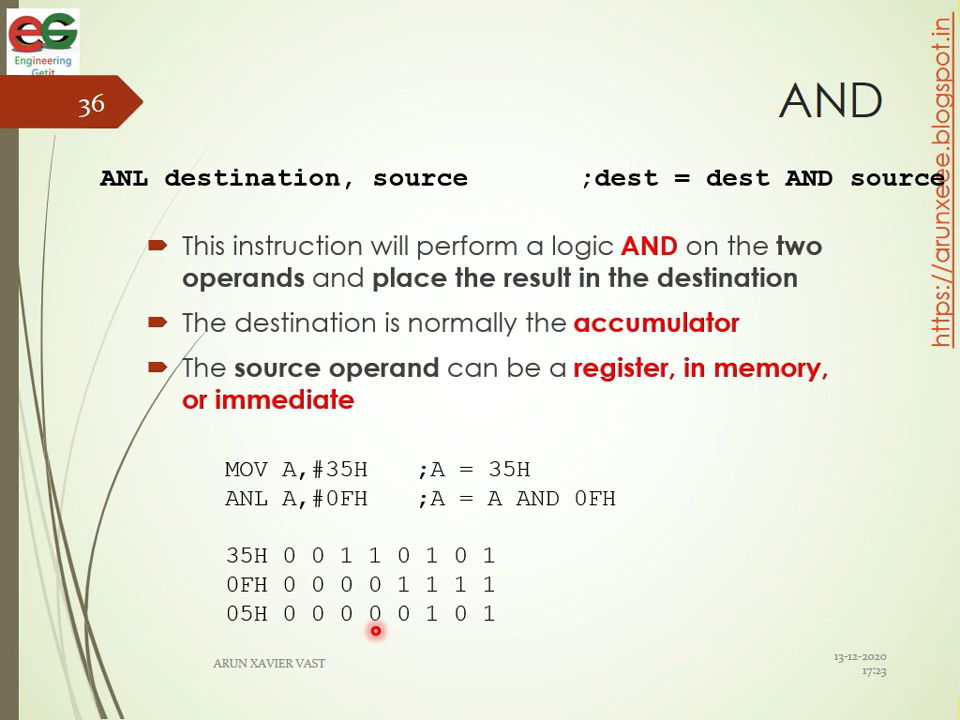 eG
Engineering
Getit
36
AND
https://arunxeee.blogspot.in
ANL destination, source ;dest = dest AND source
This instruction will perform a logic AND on the two
operands and place the result in the destination
The destination is normally the accumulator
The source operand can be a register, in memory,
or immediate
MOV A,#35H ;A = 35H
ANL A,#0FH ;A = A AND 0FH
35H 0 0 1 1 0 1 0 1
0FH 0 0 0 0 1 1 1 1
05H 0 0 0 0 0 1 0 1
ARUN XAVIER VAST
13-12-2020
17:23